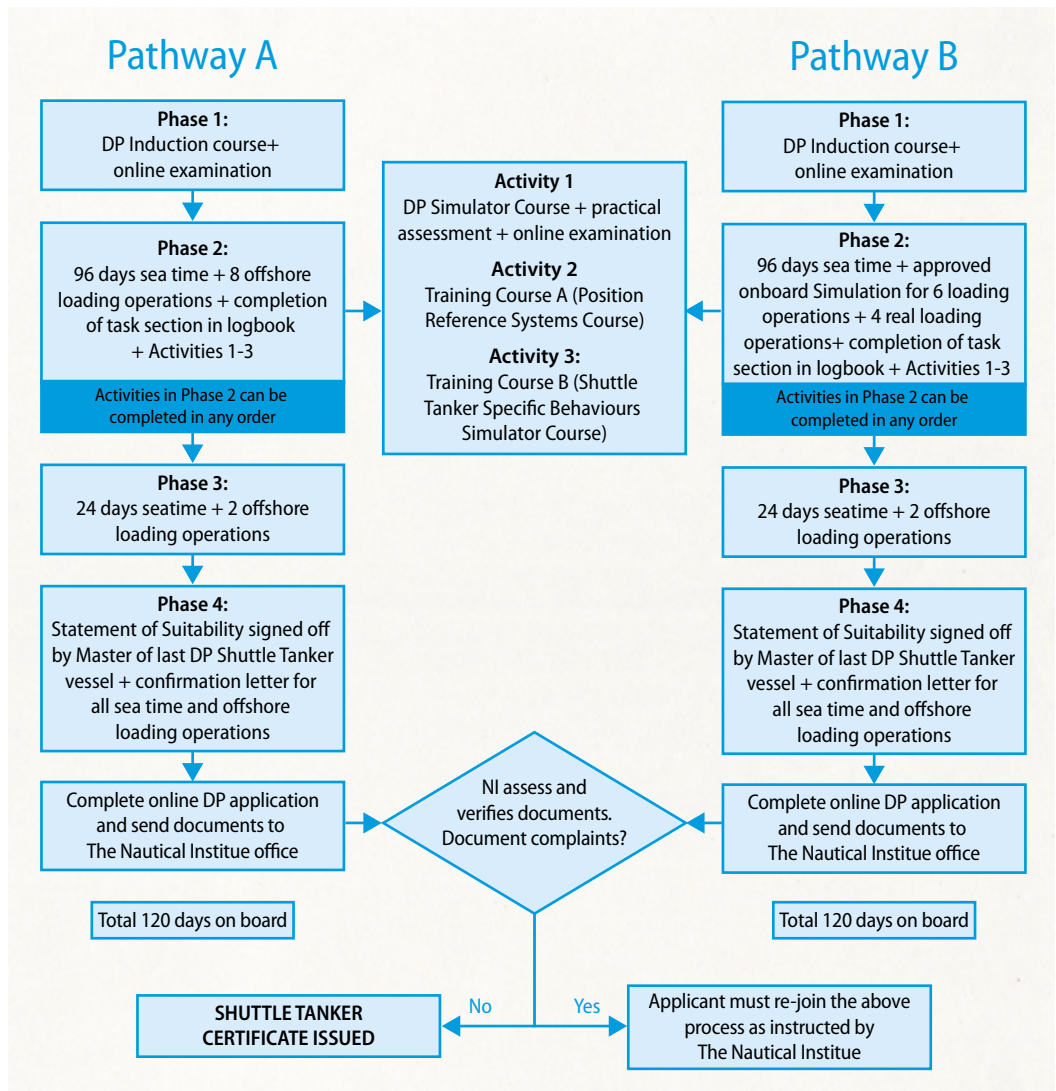 Pathway A
Phase 1:
DP Induction course+
online examination
Phase 2:
96 days sea time + 8 offshore
loading operations + completion
of task section in logbook
+ Activities 1-3
Activities in Phase 2 can be
completed in any order
Phase 3:
24 days seatime + 2 offshore
loading operations
Phase 4:
Statement of Suitability signed off
by Master of last DP Shuttle Tanker
vessel + confirmation letter for
all sea time and offshore
loading operations
Complete online DP application
and send documents to
The Nautical Institue office
Total 120 days on board
Activity 1
DP Simulator Course + practical
assessment + online examination
Activity 2
Training Course A (Position
Reference Systems Course)
Activity 3:
Training Course B (Shuttle
Tanker Specific Behaviours
Simulator Course)
Pathway B
Phase 1:
DP Induction course+
online examination
Phase 2:
96 days sea time + approved
onboard Simulation for 6 loading
operations + 4 real loading
operations+ completion of task
section in logbook + Activities 1-3
Activities in Phase 2 can be
completed in any order
Phase 3:
24 days seatime + 2 offshore
loading operations
Phase 4:
Statement of Suitability signed off
by Master of last DP Shuttle Tanker
vessel + confirmation letter for
all sea time and offshore
loading operations
Complete online DP application
and send documents to
The Nautical Institue office
Total 120 days on board
NI assess and
verifies documents.
Document complaints?
No
Yes
SHUTTLE TANKER
CERTIFICATE ISSUED
Applicant must re-join the above
process as instructed by
The Nautical Institue